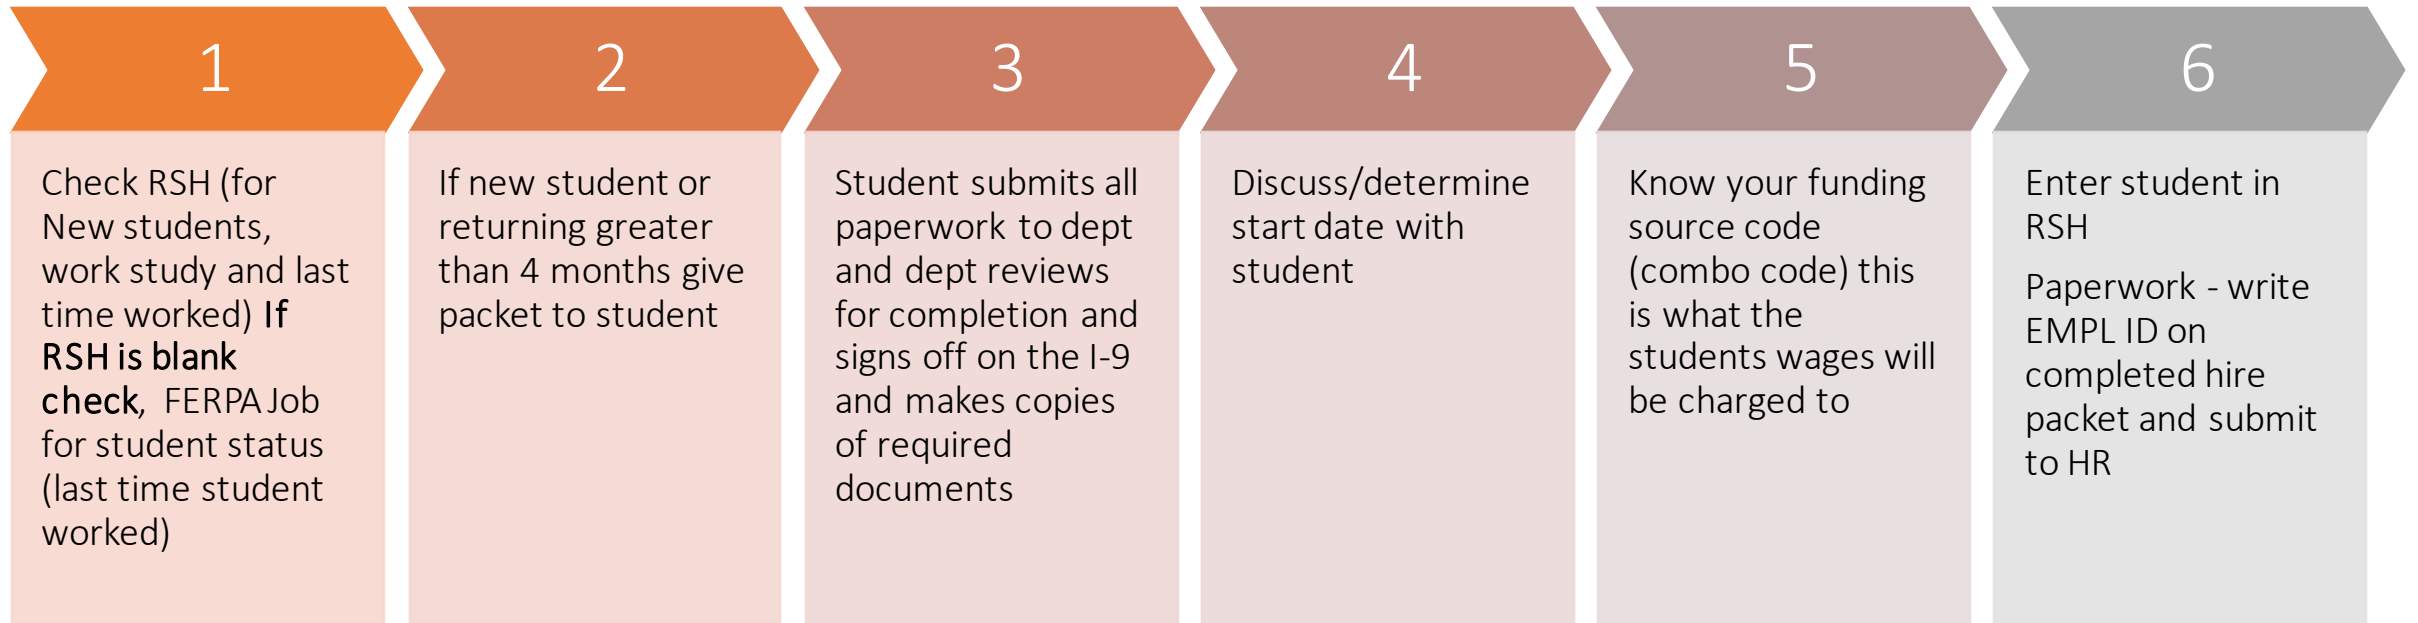 1
Check RSH (for
New students,
work study and last
time worked) If
RSH is blank
check, FERPA Job
for student status
(last time student
worked)
2
If new student or
returning greater
than 4 months give
packet to student
3
Student submits all
paperwork to dept
and dept reviews
for completion and
signs off on the I-9
and makes copies
of required
documents
4
Discuss/determine
start date with
student
5
Know your funding
source code
(combo code) this
is what the
students wages will
be charged to
6
Enter student in
RSH
Paperwork - write
EMPL ID on
completed hire
packet and submit
to HR